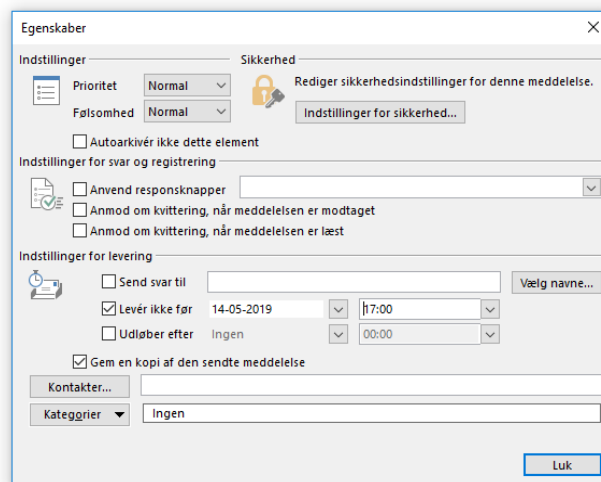 Egenskaber
Indstillinger Sikkerhed
Prioritet Normal Rediger sikkerhedsindstillinger for denne meddelelse.
Følsomhed Normal Indstillinger for sikkerhed...
Autoarkivér ikke dette element
Indstillinger for svar og registrering
Anvend responsknapper
Anmod om kvittering, når meddelelsen er modtaget
Anmod om kvittering, når meddelelsen er læst
Indstillinger for levering
Send svar til Vælg navne...
Levér ikke før 14-05-2019 17:00
Udløber efter Ingen 00:00
Gem en kopi af den sendte meddelelse
Kontakter...
Kategorier Ingen
Luk